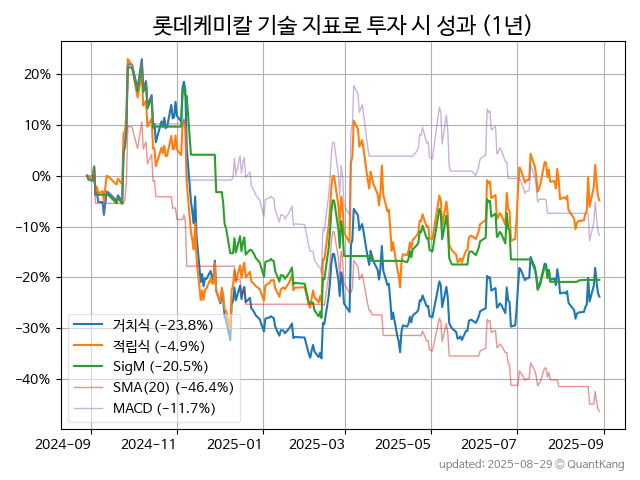 롯데케미칼 기술 지표로 투자 시 성과 (1년)
20%
10%
0%
−10%
−20%
−30%
−40%
거치식 (−23.8%)
적립식 (−4.9%)
SigM (−20.5%)
SMA(20) (−46.4%)
MACD (−11.7%)
2024-09 2024-11 2025-01 2025-03 2025-05 2025-07 2025-09
updated: 2025-08-29 © QuantKang